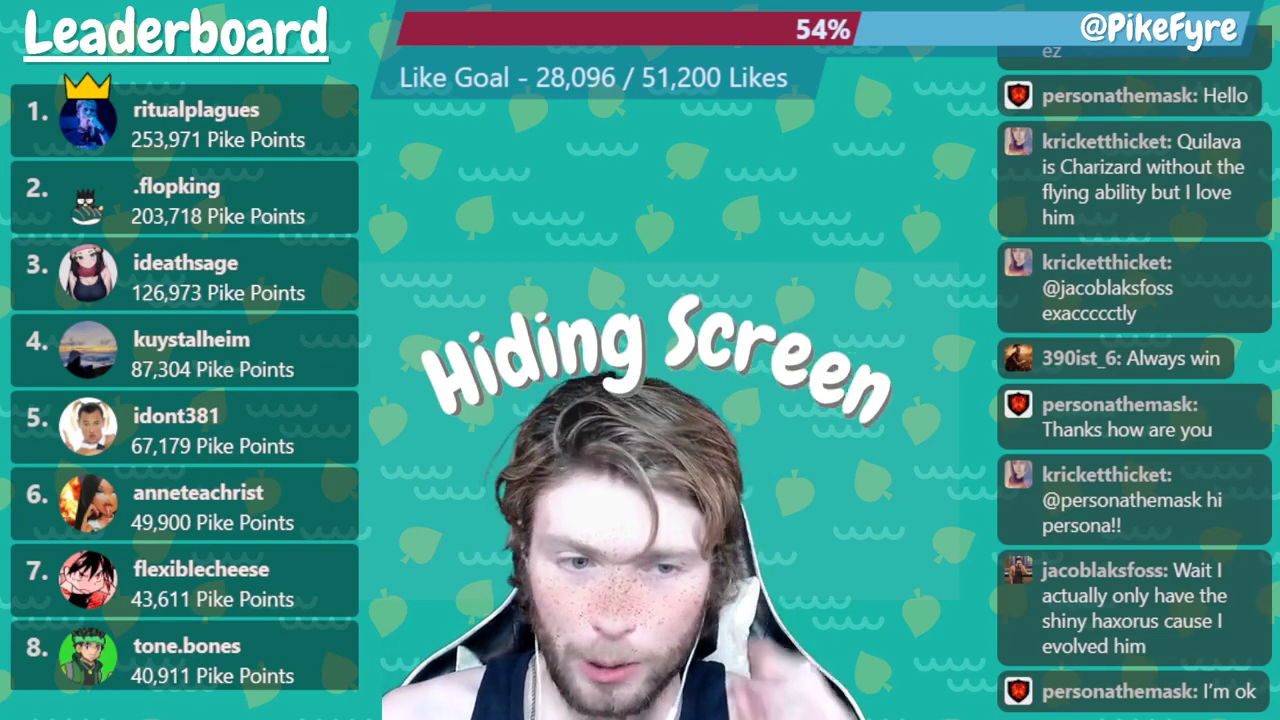 Leaderboard
1. ritualplagues
253,971 Pike Points
2. .flopking
203,718 Pike Points
3. ideathsage
126,973 Pike Points
4. kuystalheim
87,304 Pike Points
5. idont381
67,179 Pike Points
6. anneteachrist
49,900 Pike Points
7. flexiblecheese
43,611 Pike Points
8. tone.bones
40,911 Pike Points
54%
@PikeFyre
Like Goal - 28,096 / 51,200 Likes
Hiding Screen
ez
personathemask: Hello
kricketthicket: Quilava
is Charizard without the
flying ability but I love
him
kricketthicket:
@jacoblaksfoss
exaccccctly
390ist_6: Always win
personathemask:
Thanks how are you
kricketthicket:
@personathemask hi
persona!!
jacoblaksfoss: Wait I
actually only have the
shiny haxorus cause I
evolved him
personathemask: I'm ok